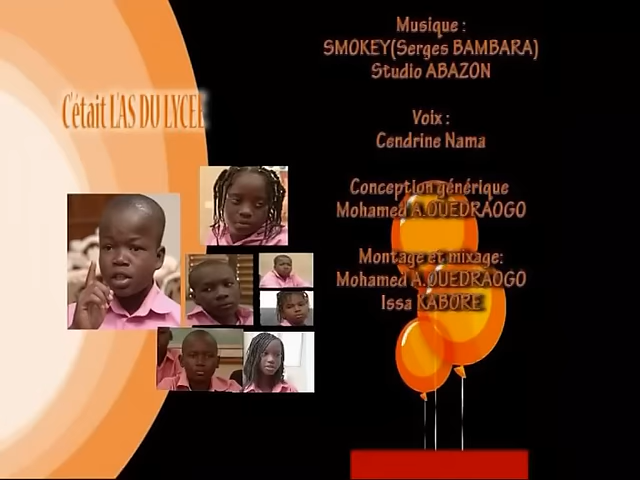 C'était L'AS DU LYCEE
Musique :
SMOKEY(Serges BAMBARA)
Studio ABAZON
Voix :
Cendrine Nama
Conception générique
Mohamed A.OUEDRAOGO
Montage et mixage:
Mohamed A.OUEDRAOGO
Issa KABORE